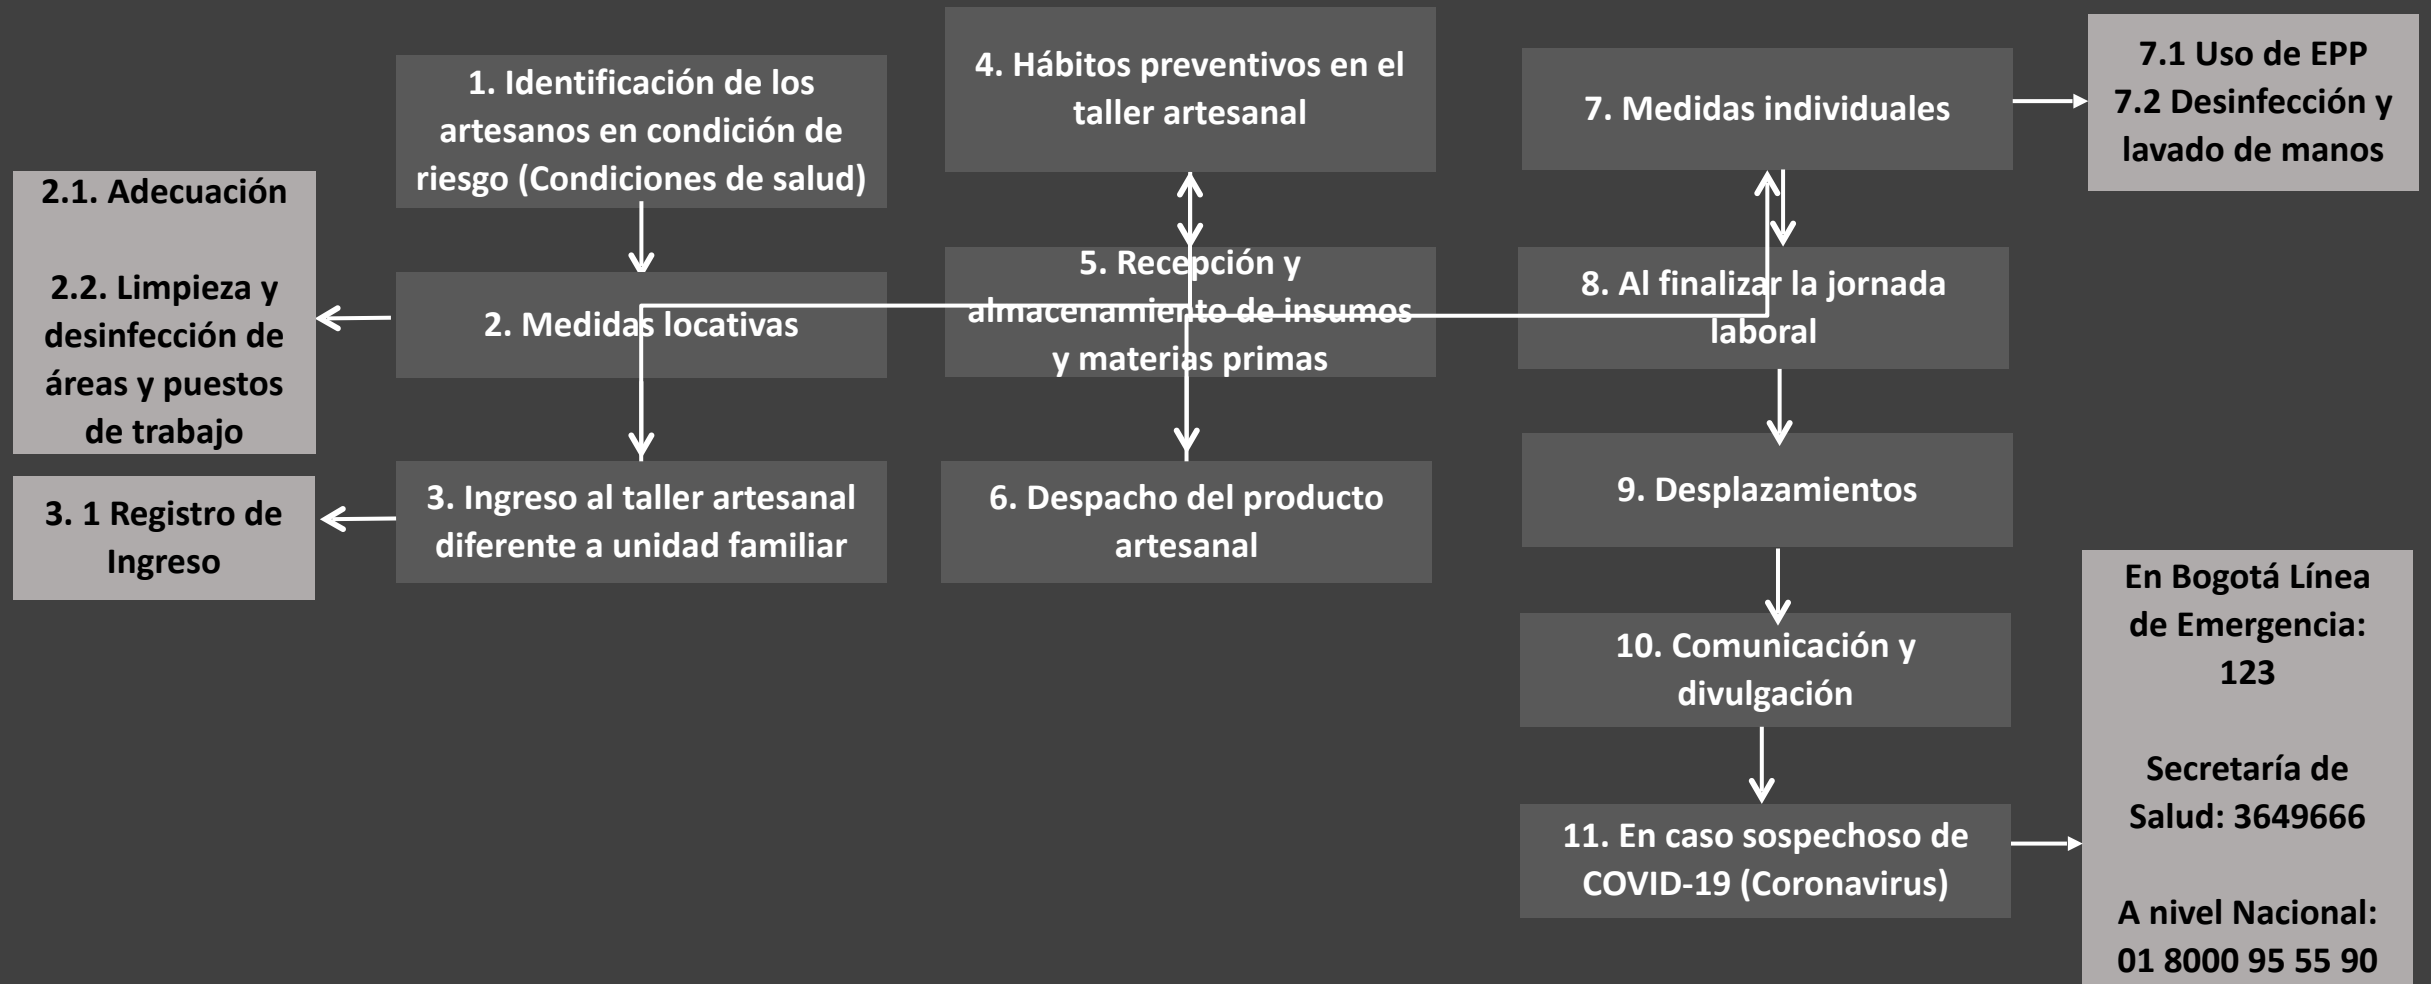 1. Identificación de los
artesanos en condición de
riesgo (Condiciones de salud)
2. Medidas locativas
2.1. Adecuación
2.2. Limpieza y
desinfección de
áreas y puestos
de trabajo
3. Ingreso al taller artesanal
diferente a unidad familiar
3. 1 Registro de
Ingreso
4. Hábitos preventivos en el
taller artesanal
5. Recepción y
almacenamiento de insumos
y materias primas
6. Despacho del producto
artesanal
7. Medidas individuales
7.1 Uso de EPP
7.2 Desinfección y
lavado de manos
8. Al finalizar la jornada
laboral
9. Desplazamientos
10. Comunicación y
divulgación
11. En caso sospechoso de
COVID-19 (Coronavirus)
En Bogotá Línea
de Emergencia:
123
Secretaría de
Salud: 3649666
A nivel Nacional:
01 8000 95 55 90